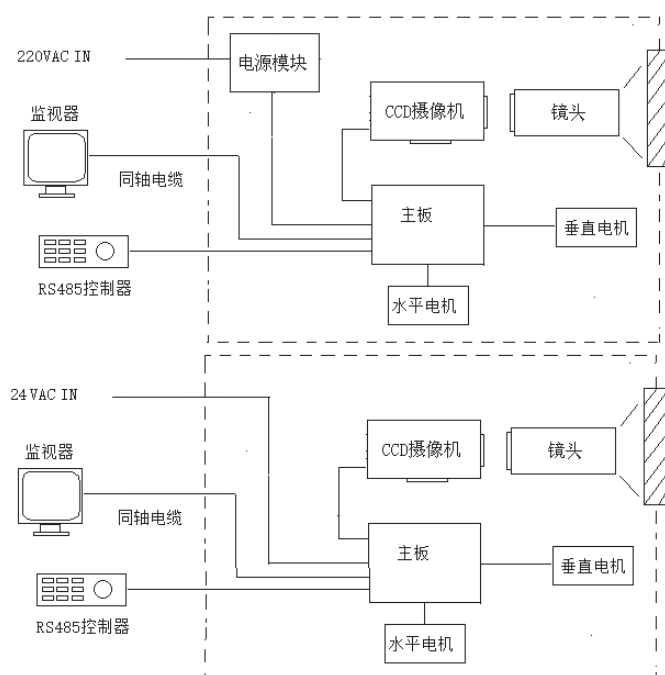 220VAC IN
电源模块
监视器
CCD摄像机
镜头
同轴电缆
主板
垂直电机
RS485控制器
水平电机
24VAC IN
监视器
CCD摄像机
镜头
同轴电缆
主板
垂直电机
RS485控制器
水平电机